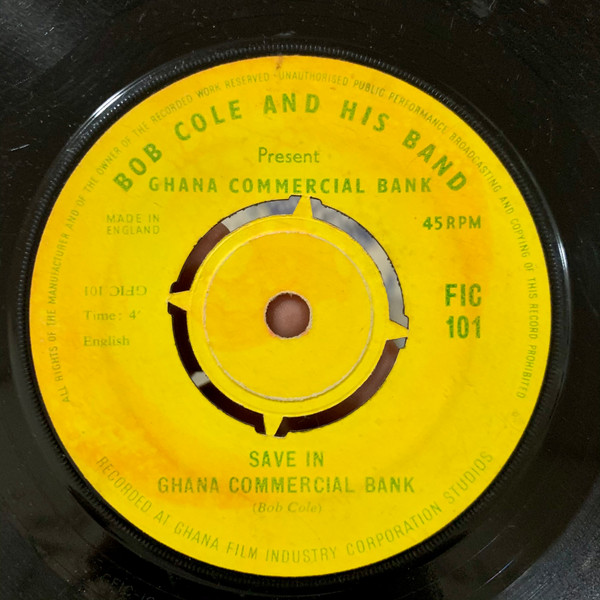 ALL RIGHTS OF THE MANUFACTURER AND OF THE OWNER OF THE RECORDED WORK RESERVED - UNAUTHORISED PUBLIC PERFORMANCE BROADCASTING AND COPYING OF THIS RECORD PROHIBITED
BOB COLE AND HIS BAND
Present
GHANA COMMERCIAL BANK
MADE IN
ENGLAND
45 RPM
GFIC 101
Time: 4'
English
FIC
101
SAVE IN
GHANA COMMERCIAL BANK
(Bob Cole)
RECORDED AT GHANA FILM INDUSTRY CORPORATION STUDIOS